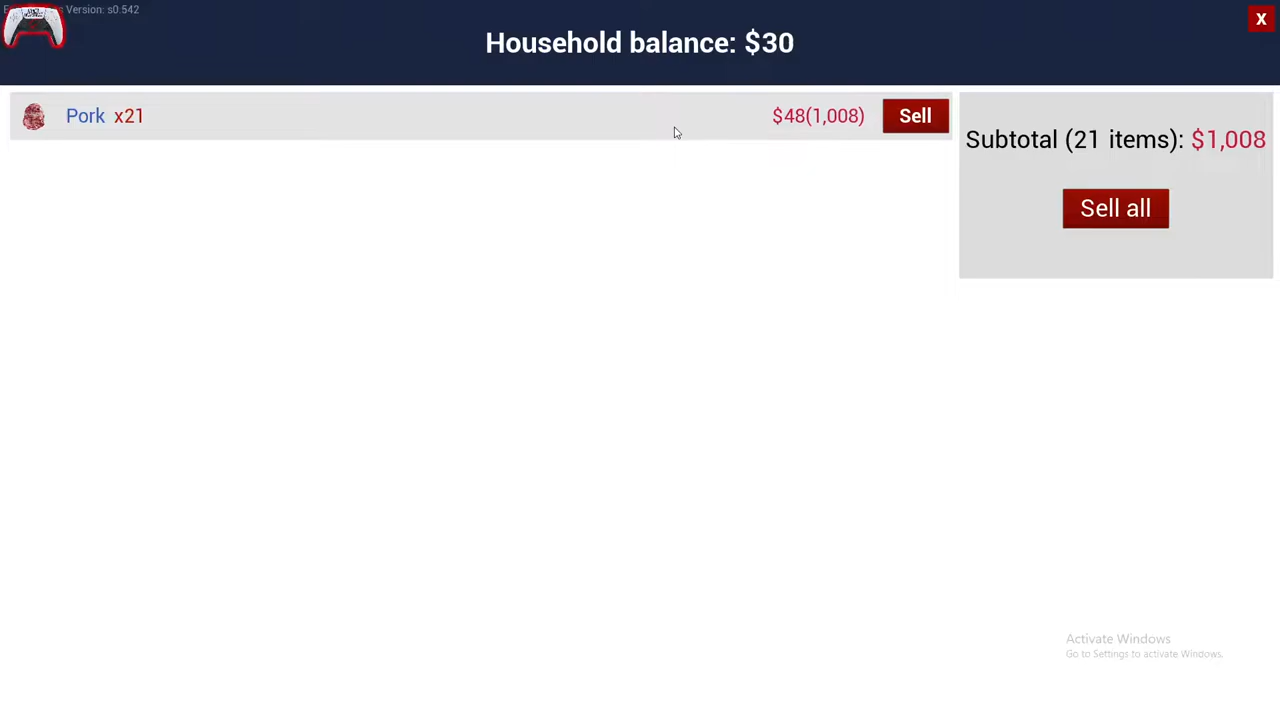 Version: s0.542
Household balance: $30
X
Pork x21
$48(1,008)
Sell
Subtotal (21 items): $1,008
Sell all
Activate Windows
Go to Settings to activate Windows.